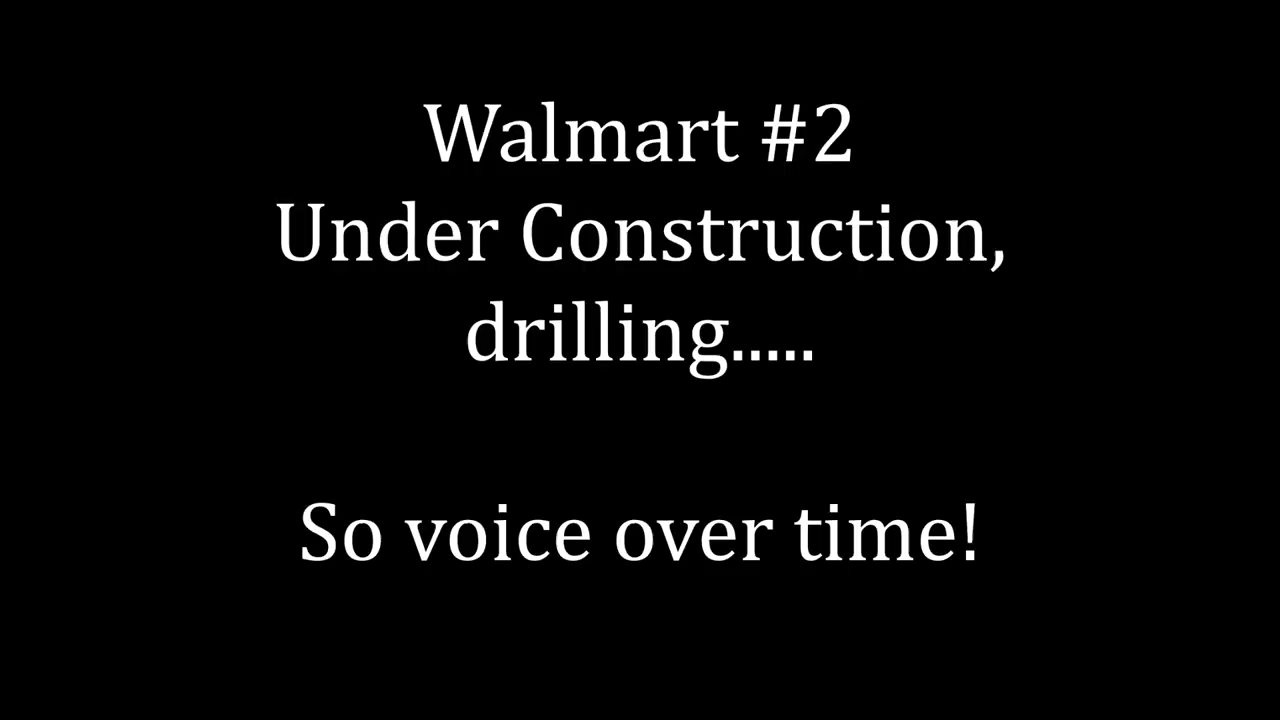 Walmart #2
Under Construction,
drilling.....
So voice over time!